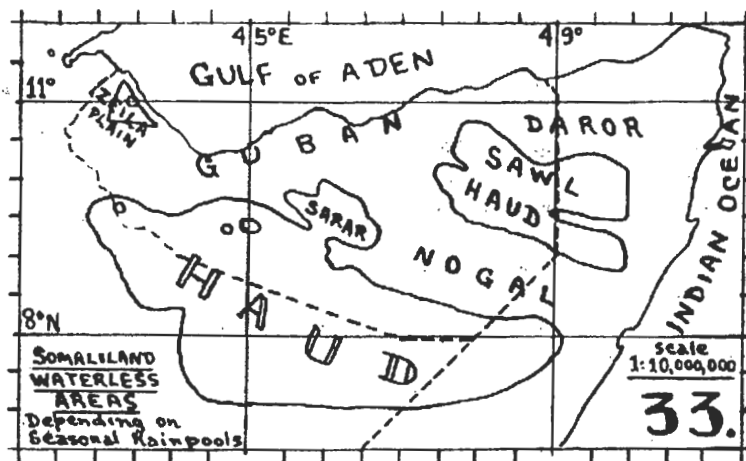 45°E
49°
GULF OF ADEN
11°
ZEILA
PLAIN
GUBAN
DAROR
SAWL
HAUD
SARAR
NOGAL
INDIAN OCEAN
HAUD
8°N
SOMALILAND
WATERLESS
AREAS
Depending on
Seasonal Rainpools
Scale
1:10,000,000
33.